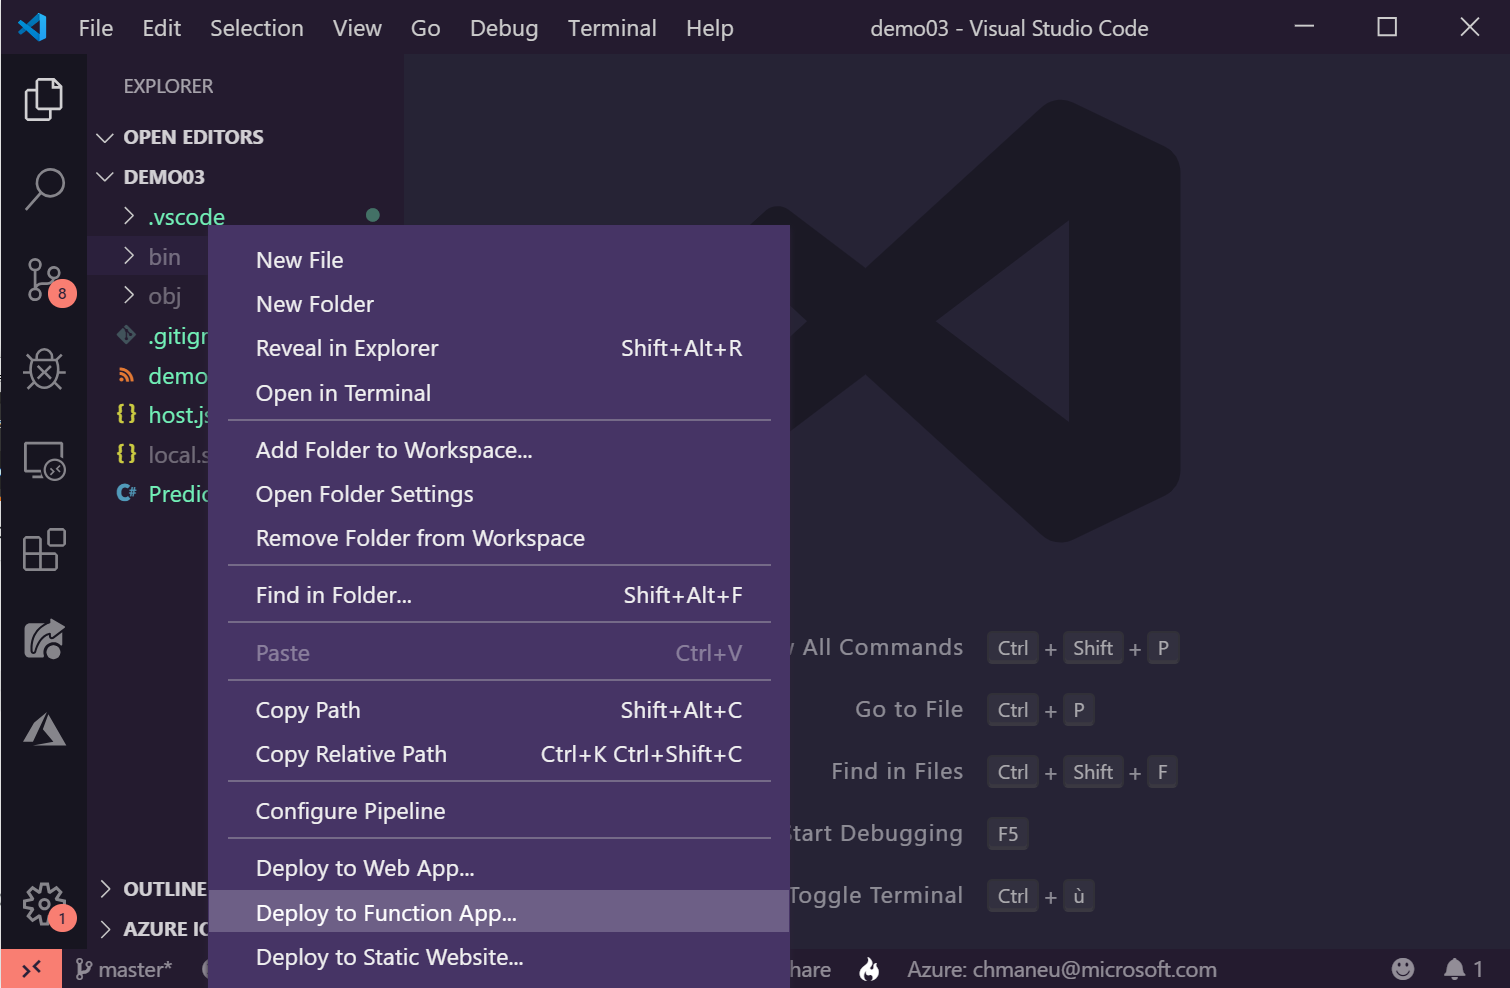 File Edit Selection View Go Debug Terminal Help demo03 - Visual Studio Code
EXPLORER
OPEN EDITORS
DEMO03
.vscode
bin
obj
8
.gitigr
demo
host.js
local.s
C# Predic
New File
New Folder
Reveal in Explorer Shift+Alt+R
Open in Terminal
Add Folder to Workspace...
Open Folder Settings
Remove Folder from Workspace
Find in Folder... Shift+Alt+F
Paste Ctrl+V
Copy Path Shift+Alt+C
Copy Relative Path Ctrl+K Ctrl+Shift+C
Configure Pipeline
Deploy to Web App...
Deploy to Function App...
Deploy to Static Website...
All Commands Ctrl + Shift + P
Go to File Ctrl + P
Find in Files Ctrl + Shift + F
Start Debugging F5
Toggle Terminal Ctrl + ù
OUTLINE
1
AZURE IO
master* hare Azure: chmaneu@microsoft.com 1